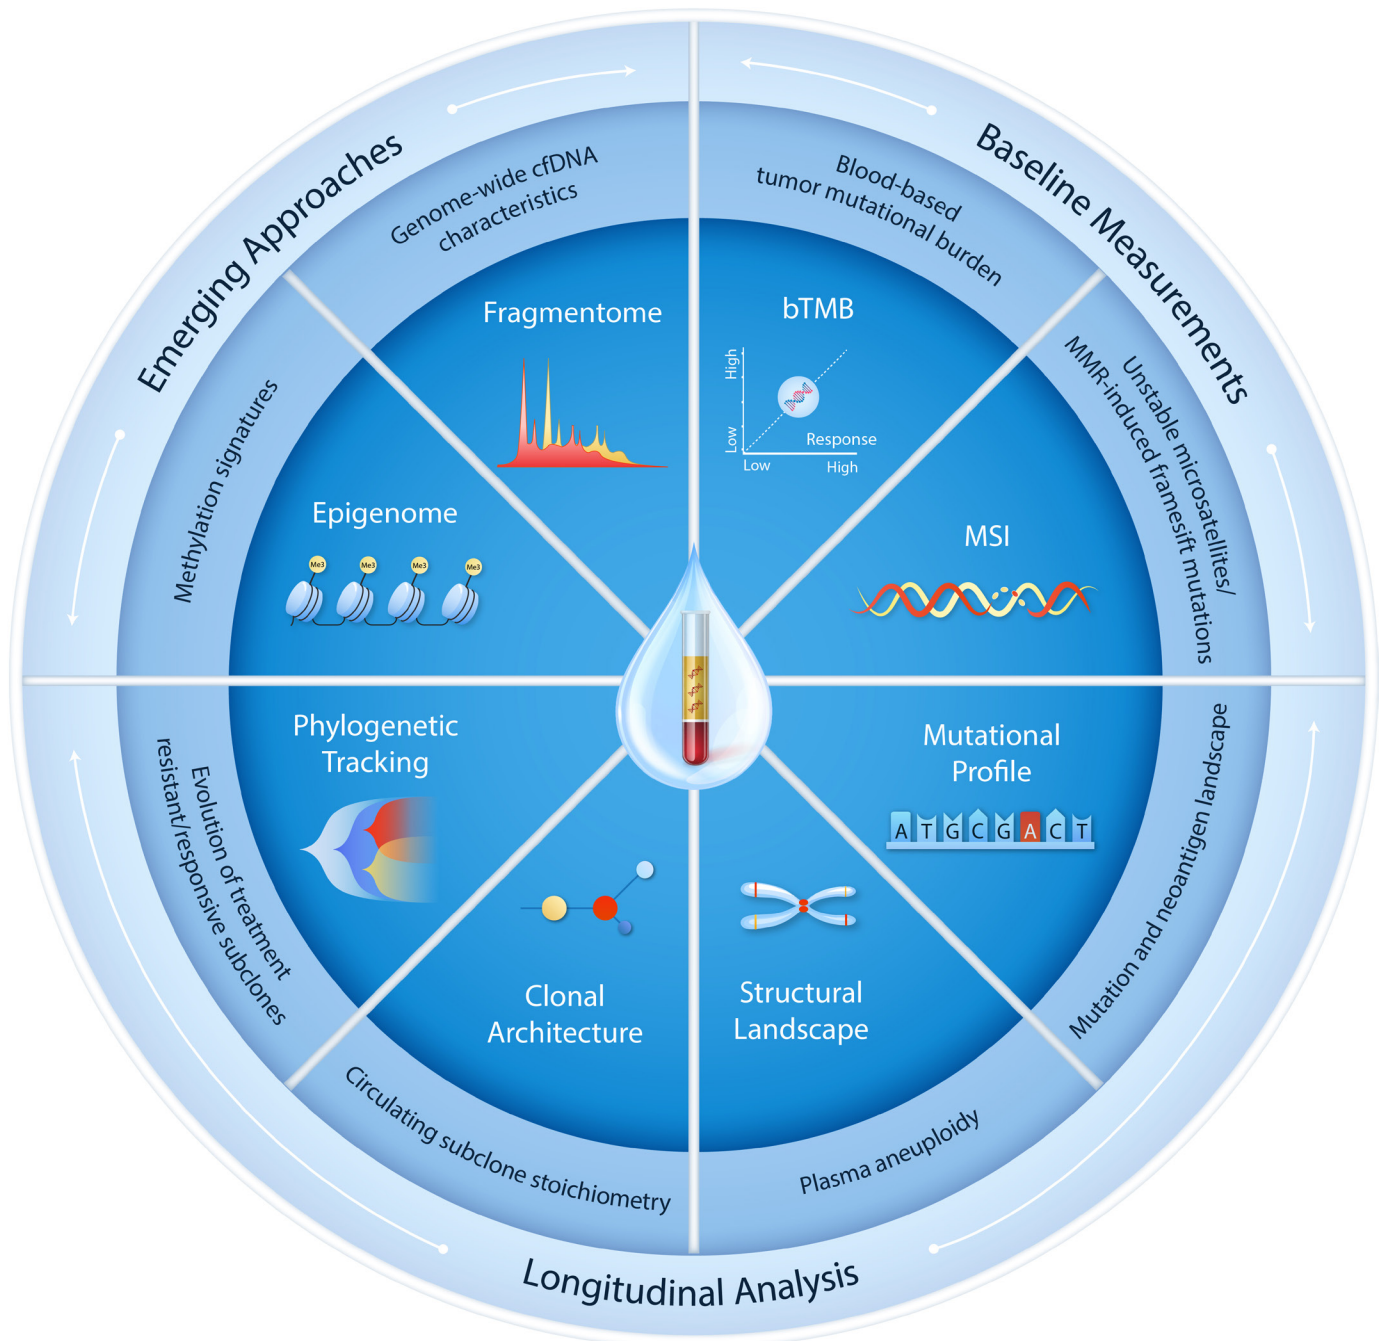 Emerging Approaches
Baseline Measurements
Longitudinal Analysis
Genome-wide cfDNA
characteristics
Fragmentome
Blood-based
tumor mutational burden
bTMB
High
Low
Response
Low
High
Unstable microsatellites/
MMR-induced framesift mutations
MSI
Mutation and neoantigen landscape
Mutational
Profile
A T G C G A C T
Plasma aneuploidy
Structural
Landscape
Circulating subclone stoichiometry
Clonal
Architecture
Evolution of treatment
resistant/responsive subclones
Phylogenetic
Tracking
Methylation signatures
Epigenome
Me3 Me3 Me3 Me3